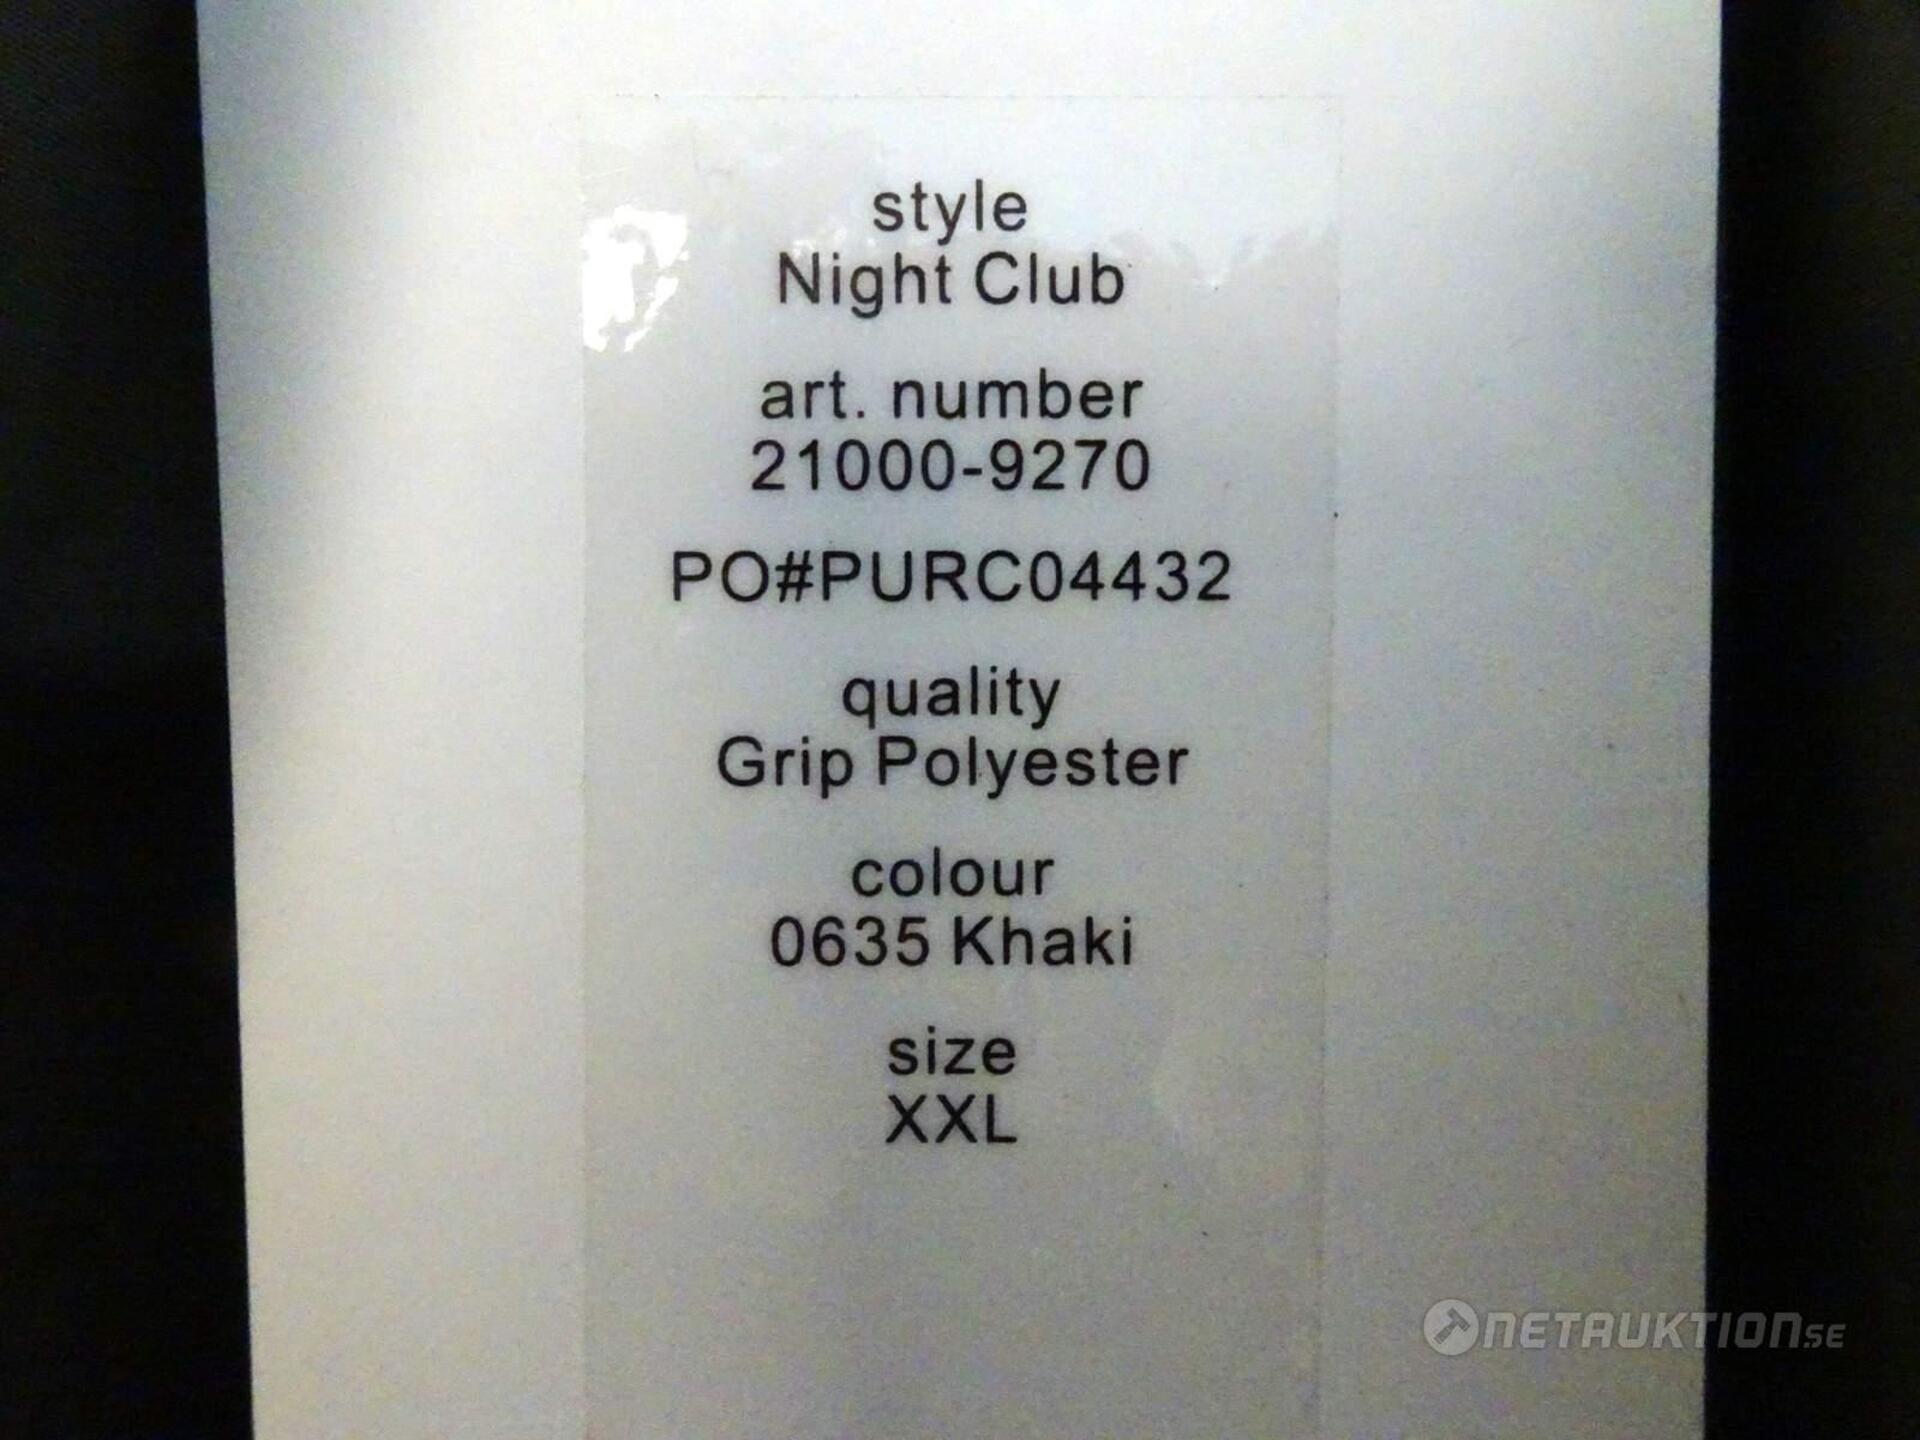 style
Night Club
art. number
21000-9270
PO#PURC04432
quality
Grip Polyester
colour
0635 Khaki
size
XXL
NETAUKTION.SE